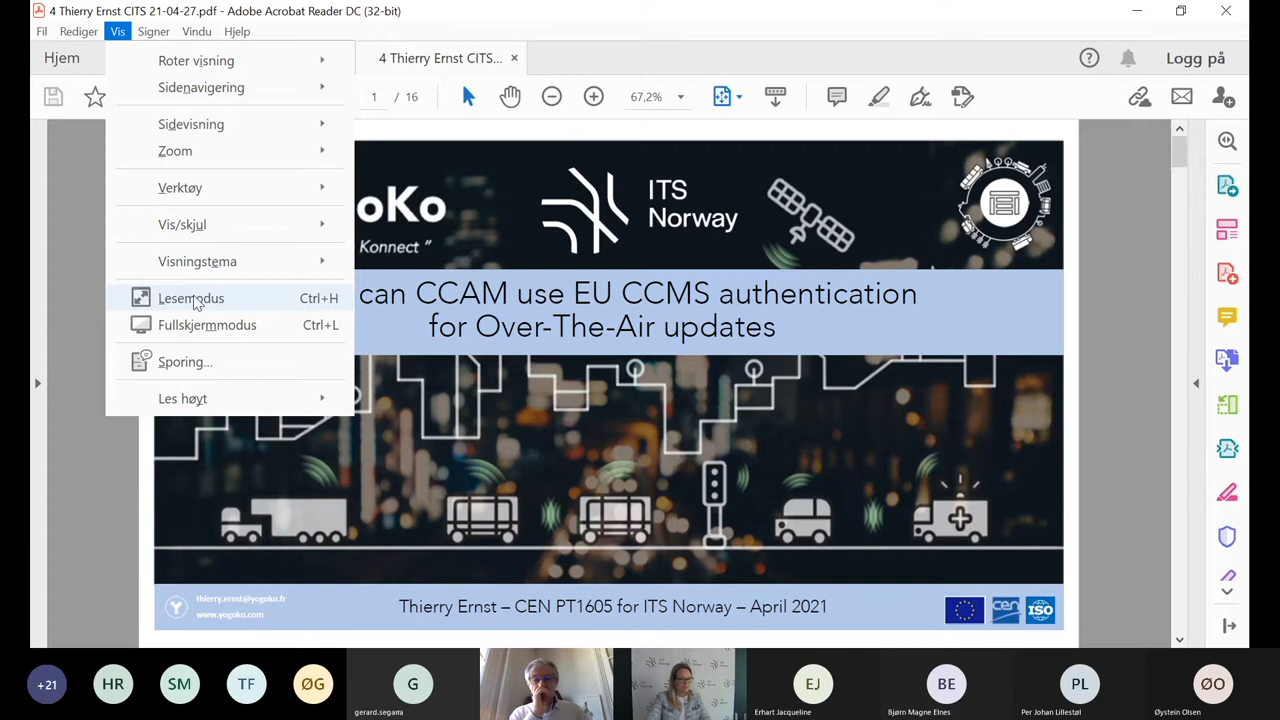 4 Thierry Ernst CITS 21-04-27.pdf - Adobe Acrobat Reader DC (32-bit)
Fil Rediger Vis Signer Vindu Hjelp
Hjem
4 Thierry Ernst CITS...
Logg på
1 / 16
67,2%
Roter visning
Sidenavigering
Sidevisning
Zoom
Verktøy
Vis/skjul
Visningstema
Lesemodus Ctrl+H
Fullskjermmodus Ctrl+L
Sporing...
Les høyt
oKo
Konnect ”
ITS
Norway
can CCAM use EU CCMS authentication
for Over-The-Air updates
Y
thierry.ernst@yogoko.fr
www.yogoko.com
Thierry Ernst – CEN PT1605 for ITS Norway – April 2021
cen
ISO
+21
HR
SM
TF
ØG
G
EJ
BE
PL
ØO
gerard.segarra
Erhart Jacqueline
Bjørn Magne Elnes
Per Johan Lillestøl
Øystein Olsen